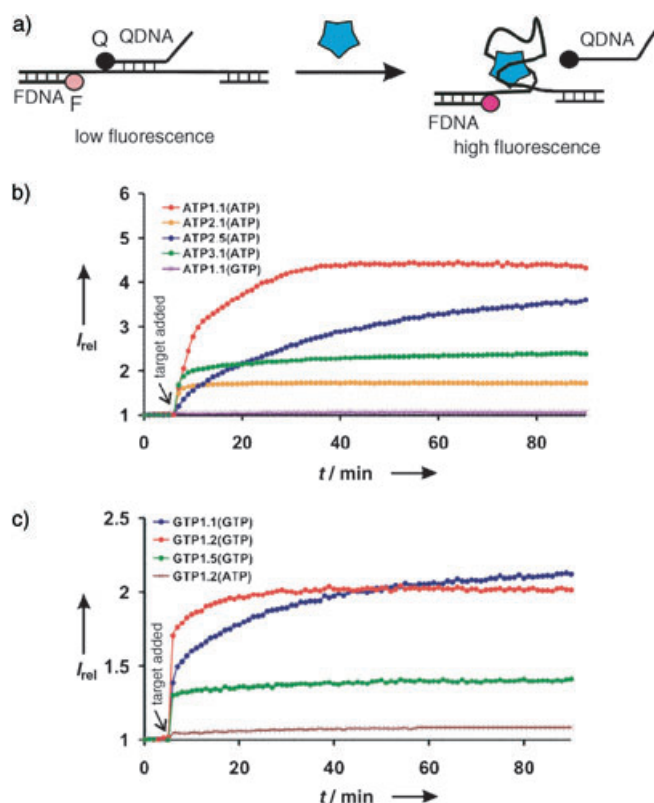 a)
Q
QDNA
QDNA
FDNA
F
FDNA
low fluorescence
high fluorescence
b)
6
5
4
3
2
1
ATP1.1(ATP)
ATP2.1(ATP)
ATP2.5(ATP)
ATP3.1(ATP)
ATP1.1(GTP)
Irel
target added
0
20
40
60
80
t / min
c)
2.5
2
1.5
1
GTP1.1(GTP)
GTP1.2(GTP)
GTP1.5(GTP)
GTP1.2(ATP)
Irel
target added
0
20
40
60
80
t / min